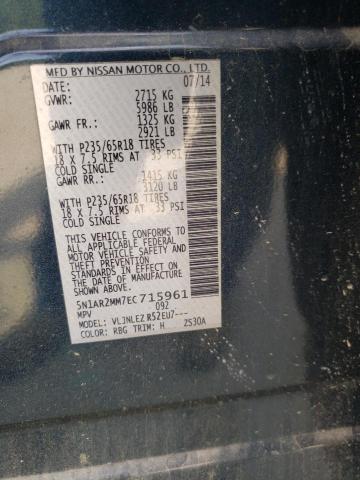 MFD BY NISSAN MOTOR CO., LTD.
DATE: 07/14
GVWR: 2715 KG
5986 LB
GAWR FR.: 1325 KG
2921 LB
WITH P235/65R18 TIRES
18 X 7.5 RIMS AT 33 PSI
COLD SINGLE
GAWR RR.: 1415 KG
3120 LB
WITH P235/65R18 TIRES
18 X 7.5 RIMS AT 33 PSI
COLD SINGLE
THIS VEHICLE CONFORMS TO
ALL APPLICABLE FEDERAL
MOTOR VEHICLE SAFETY AND
THEFT PREVENTION
STANDARDS IN EFFECT ON
THE DATE OF MANUFACTURE
SHOWN ABOVE.
5N1AR2MM7EC715961
MPV 092
MODEL: VLJNLEZ R52EU7---
COLOR: RBG TRIM: H ZS30A